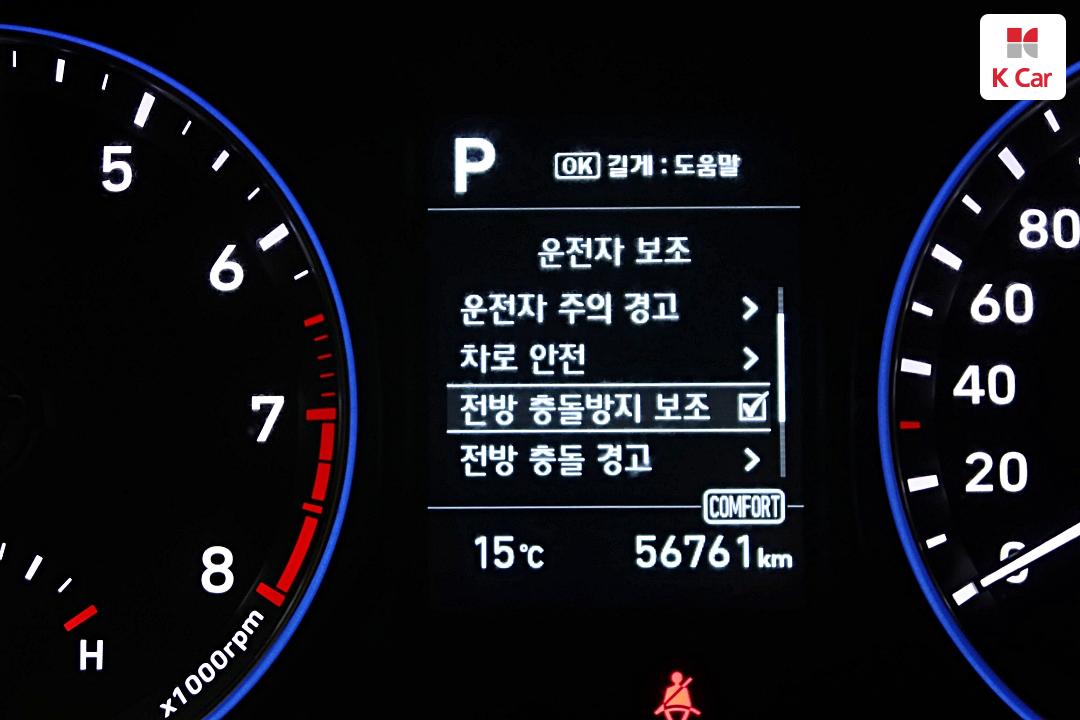 K Car
5
6
7
8
x1000rpm
H
P
OK 길게 : 도움말
운전자 보조
운전자 주의 경고
차로 안전
전방 충돌방지 보조
전방 충돌 경고
COMFORT
15℃ 56761km
80
60
40
20
0